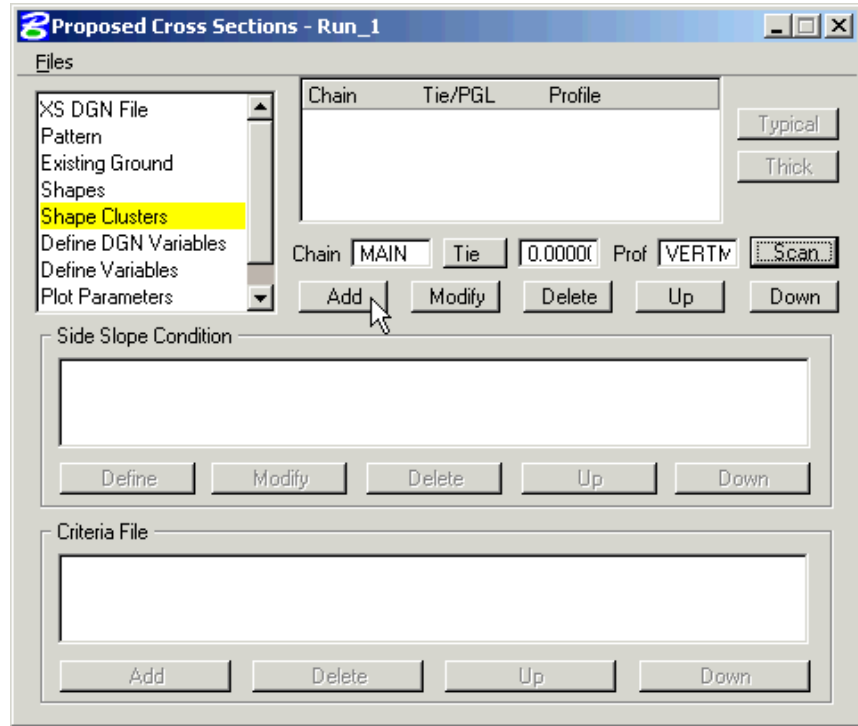 Proposed Cross Sections - Run_1
Files
XS DGN File
Pattern
Existing Ground
Shapes
Shape Clusters
Define DGN Variables
Define Variables
Plot Parameters
Chain Tie/PGL Profile
Typical
Thick
Chain MAIN Tie 0.0000( Prof VERTM Scan
Add Modify Delete Up Down
Side Slope Condition
Define Modify Delete Up Down
Criteria File
Add Delete Up Down